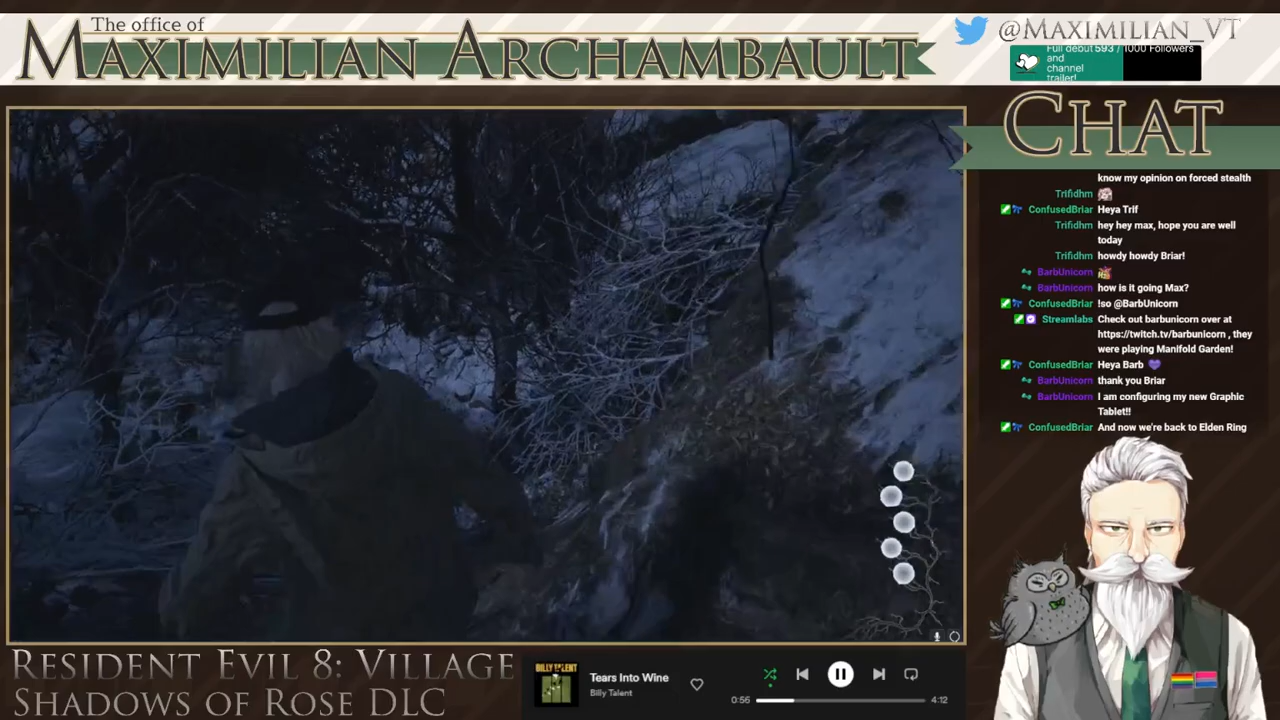 The office of
MAXIMILIAN ARCHAMBAULT
@MAXIMILIAN_VT
Full debut 593 / 1000 Followers
and
channel
trailer!
CHAT
know my opinion on forced stealth
Trifidhm
ConfusedBriar Heya Trif
Trifidhm hey hey max, hope you are well
today
Trifidhm howdy howdy Briar!
BarbUnicorn
BarbUnicorn how is it going Max?
ConfusedBriar !so @BarbUnicorn
Streamlabs Check out barbunicorn over at
https://twitch.tv/barbunicorn , they
were playing Manifold Garden!
ConfusedBriar Heya Barb
BarbUnicorn thank you Briar
BarbUnicorn I am configuring my new Graphic
Tablet!!
ConfusedBriar And now we're back to Elden Ring
RESIDENT EVIL 8: VILLAGE
SHADOWS OF ROSE DLC
BILLY TALENT
Tears Into Wine
Billy Talent
0:56
4:12